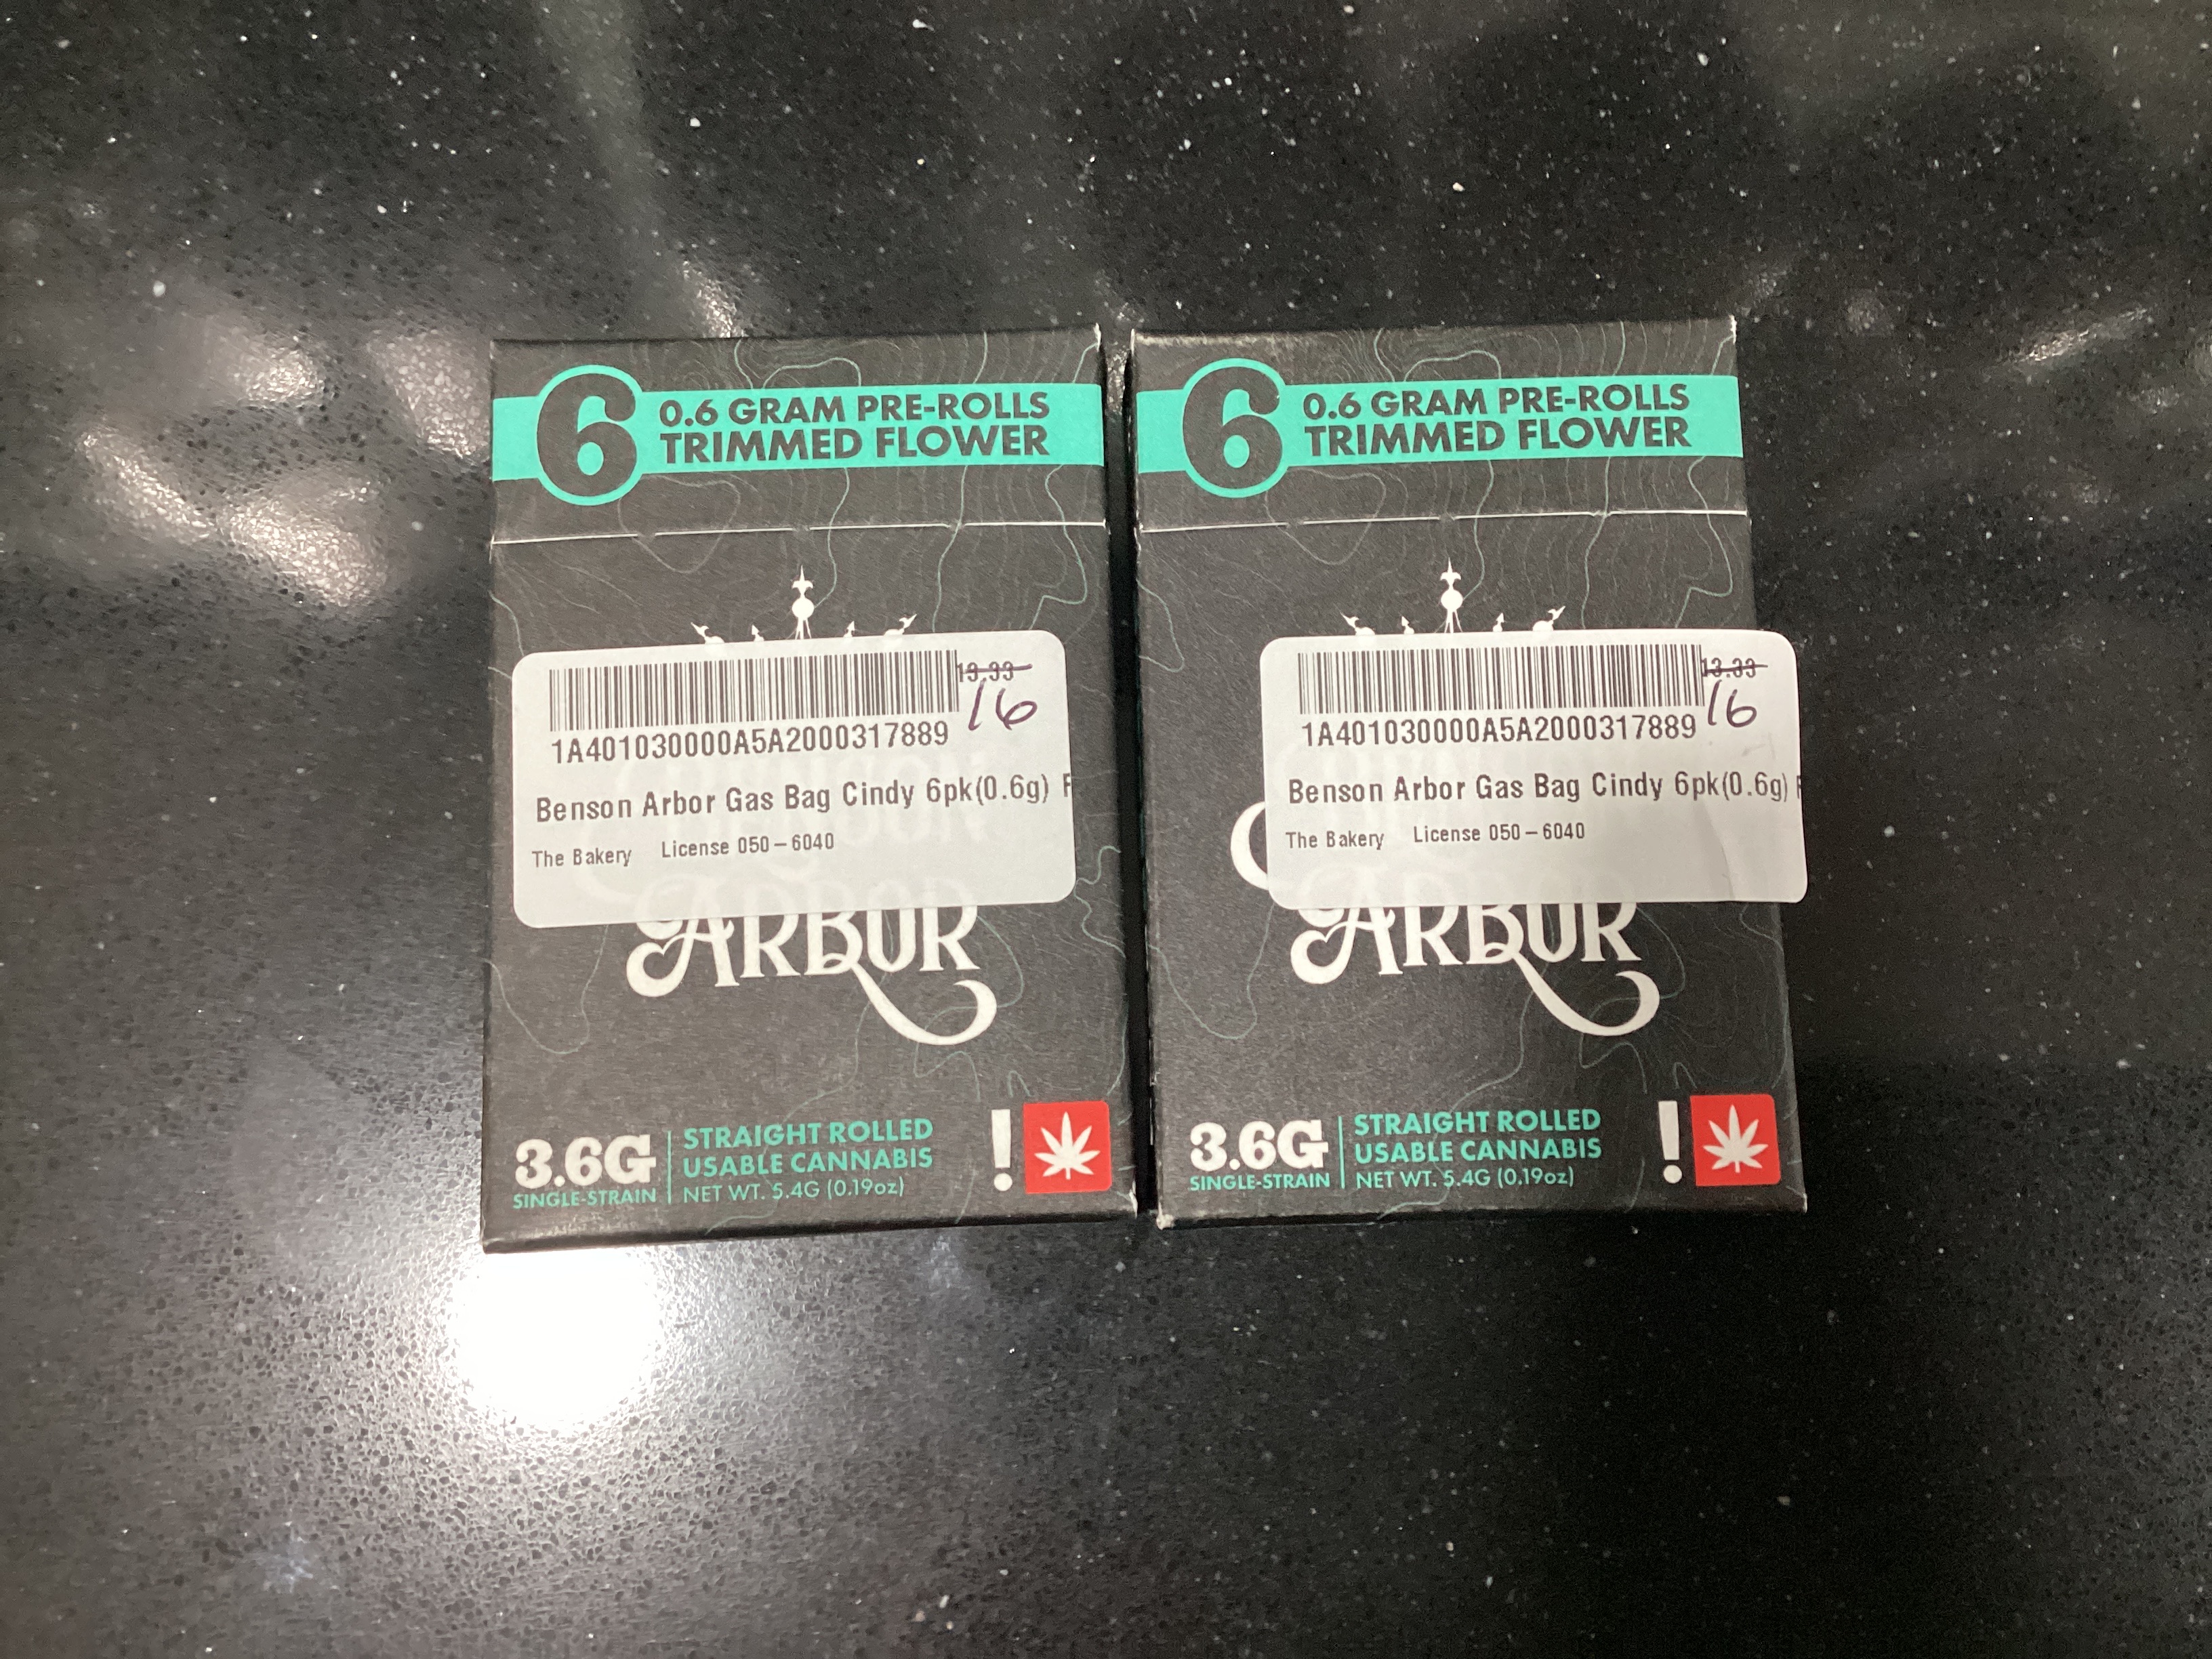 6
0.6 GRAM PRE-ROLLS
TRIMMED FLOWER
13.33
16
1A401030000A5A2000317889
Benson Arbor Gas Bag Cindy 6pk(0.6g)
The Bakery License 050-6040
ARBOR
3.6G
SINGLE-STRAIN
STRAIGHT ROLLED
USABLE CANNABIS
NET WT. 5.4G (0.19oz)
!
6
0.6 GRAM PRE-ROLLS
TRIMMED FLOWER
13.33
16
1A401030000A5A2000317889
Benson Arbor Gas Bag Cindy 6pk(0.6g)
The Bakery License 050-6040
ARBOR
3.6G
SINGLE-STRAIN
STRAIGHT ROLLED
USABLE CANNABIS
NET WT. 5.4G (0.19oz)
!